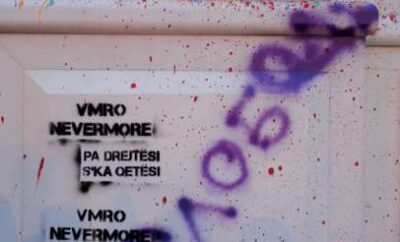 VMRO
NEVERMORE!
PA DREJTËSI
S'KA QETËSI
VMRO
NEVERMORE